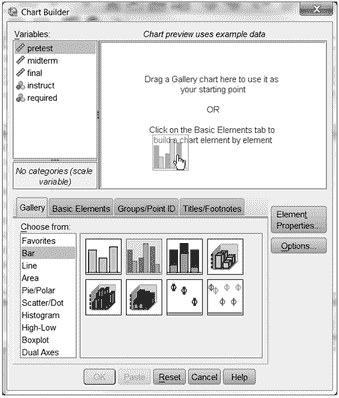 Chart Builder
Variables:
pretest
midterm
final
instruct
required
No categories (scale
variable)
Chart preview uses example data
Drag a Gallery chart here to use it as
your starting point
OR
Click on the Basic Elements tab to
build a chart element by element
Gallery
Basic Elements
Groups/Point ID
Titles/Footnotes
Choose from:
Favorites
Bar
Line
Area
Pie/Polar
Scatter/Dot
Histogram
High-Low
Boxplot
Dual Axes
Element
Properties...
Options...
OK
Paste
Reset
Cancel
Help